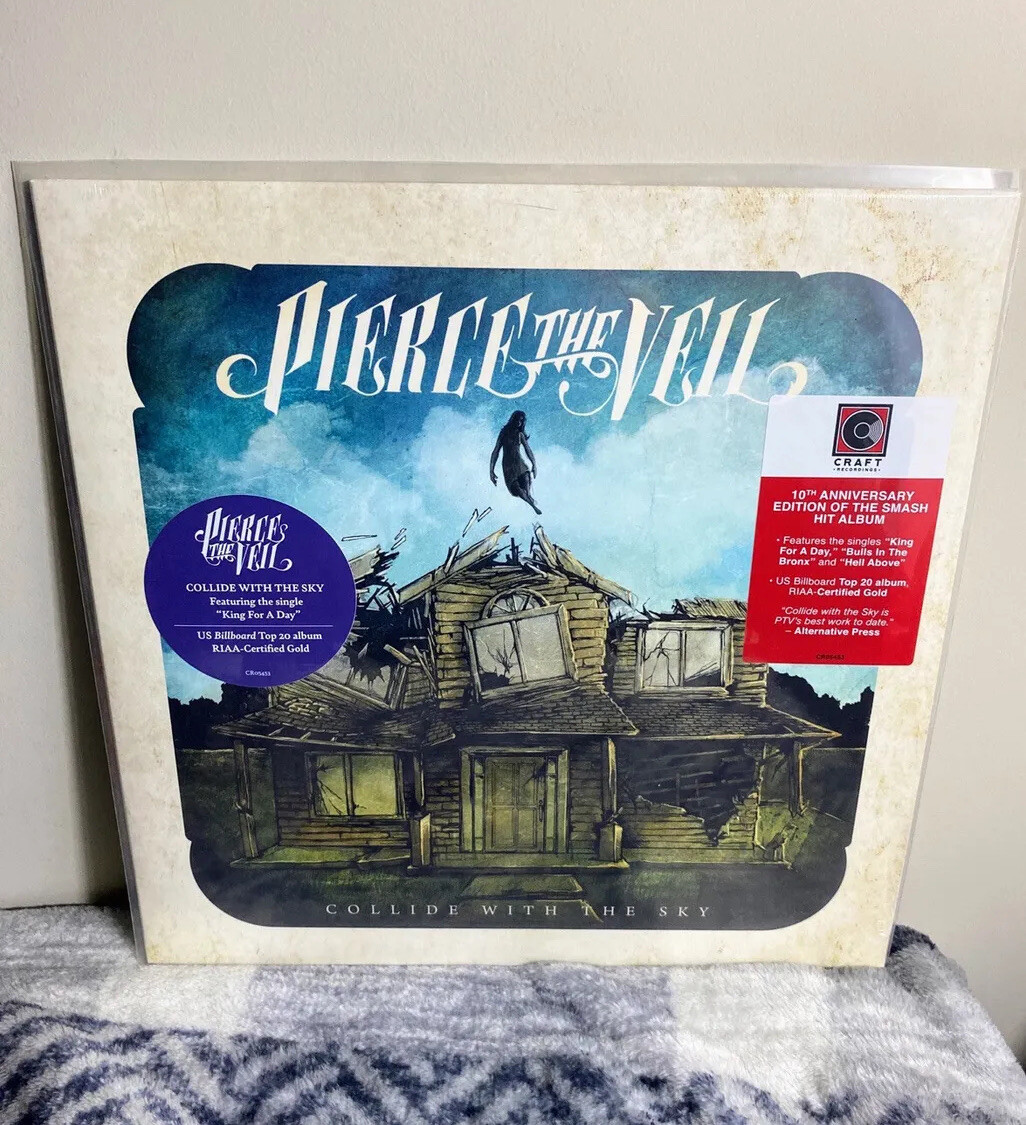 PIERCE THE VEIL
CRAFT
• RECORDINGS •
10TH ANNIVERSARY
EDITION OF THE SMASH
HIT ALBUM
• Features the singles "King
For A Day," "Bulls In The
Bronx" and "Hell Above"
• US Billboard Top 20 album,
RIAA-Certified Gold
"Collide with the Sky is
PTV's best work to date."
– Alternative Press
CR05453
PIERCE
THE VEIL
COLLIDE WITH THE SKY
Featuring the single
"King For A Day"
US Billboard Top 20 album
RIAA-Certified Gold
CR05453
COLLIDE WITH THE SKY